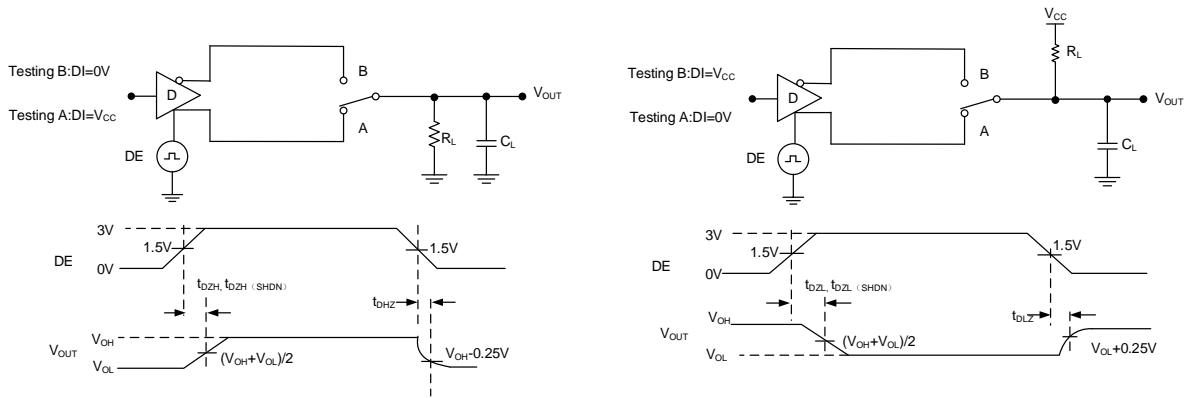 Testing B:DI=0V
Testing A:DI=VCC
D
DE
B
A
RL
CL
VOUT
3V
1.5V
0V
DE
1.5V
tDZH, tDZH（SHDN）
tDHZ
VOUT
VOH
VOL
(VOH+VOL)/2
VOH-0.25V
Testing B:DI=VCC
Testing A:DI=0V
D
DE
B
A
VCC
RL
CL
VOUT
3V
1.5V
0V
DE
1.5V
tDZL, tDZL（SHDN）
tDLZ
VOH
VOUT
VOL
(VOH+VOL)/2
VOL+0.25V